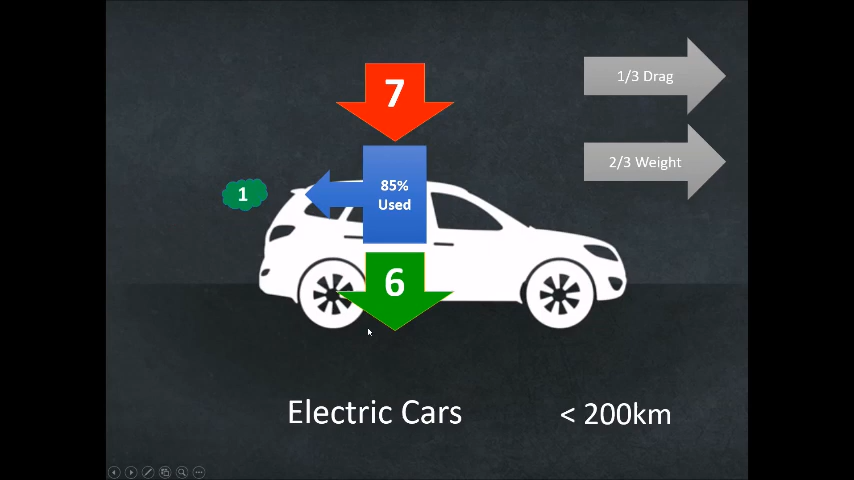 7
1/3 Drag
2/3 Weight
85%
Used
1
6
Electric Cars
< 200km